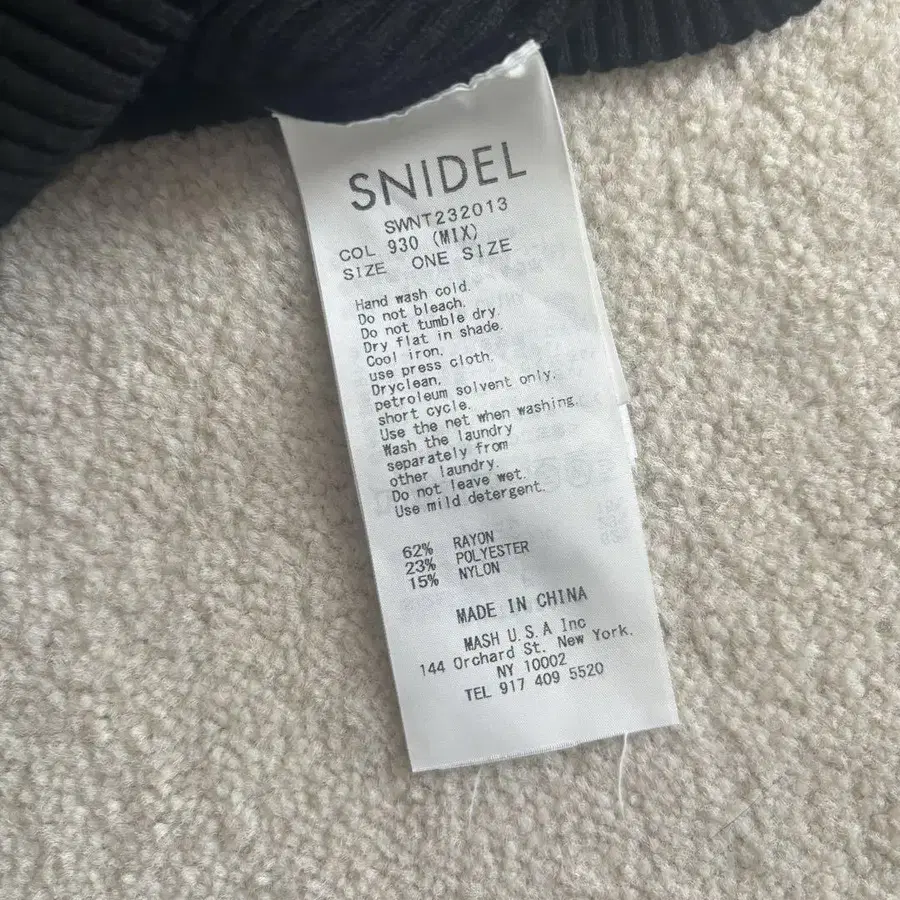 SNIDEL
SWNT232013
COL 930 (MIX)
SIZE ONE SIZE
Hand wash cold.
Do not bleach.
Do not tumble dry.
Dry flat in shade.
Cool iron.
use press cloth.
Dryclean.
petroleum solvent only.
short cycle.
Use the net when washing.
Wash the laundry
separately from
other laundry.
Do not leave wet.
Use mild detergent.
62% RAYON
23% POLYESTER
15% NYLON
MADE IN CHINA
MASH U.S.A Inc
144 Orchard St. New York.
NY 10002
TEL 917 409 5520